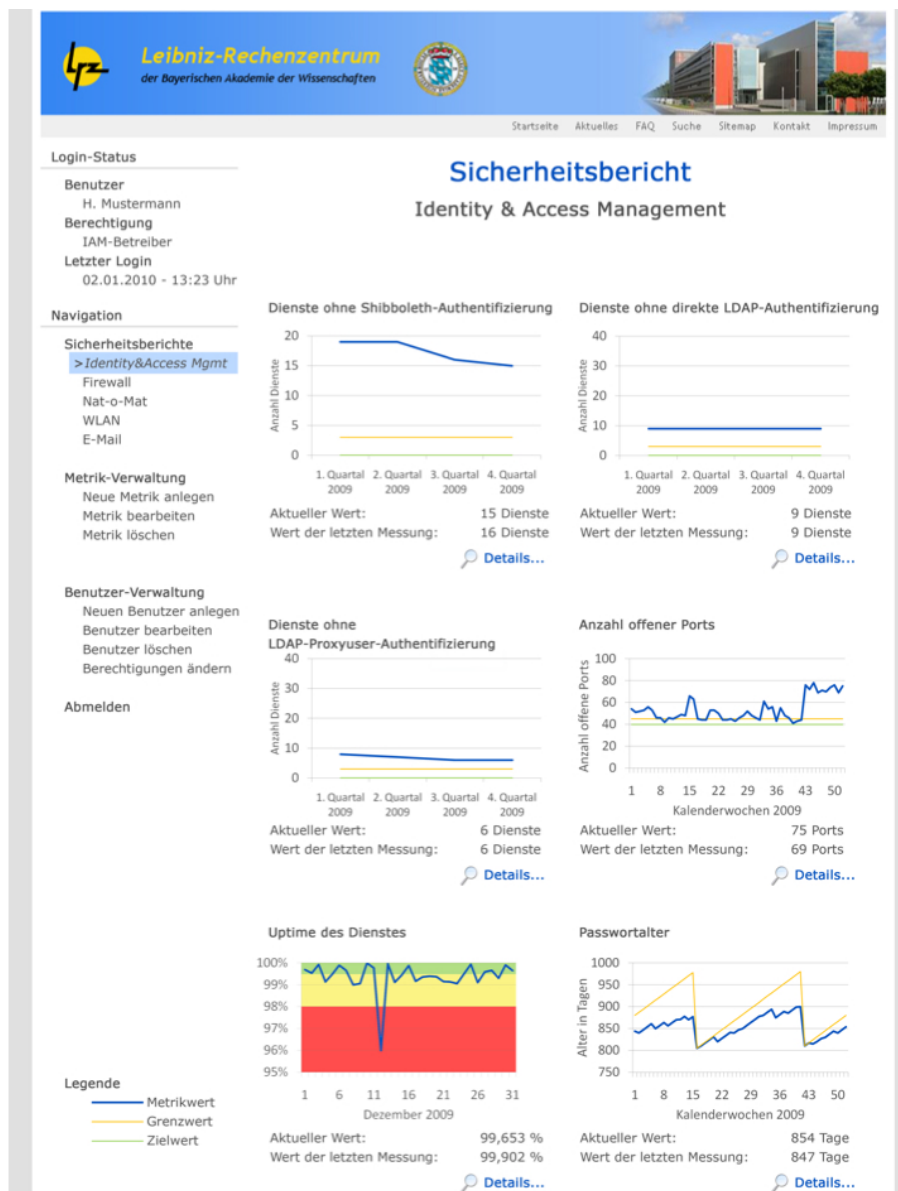 lrz
Leibniz-Rechenzentrum
der Bayerischen Akademie der Wissenschaften
Startseite Aktuelles FAQ Suche Sitemap Kontakt Impressum
Login-Status
Benutzer
H. Mustermann
Berechtigung
IAM-Betreiber
Letzter Login
02.01.2010 - 13:23 Uhr
Navigation
Sicherheitsberichte
>Identity&Access Mgmt
Firewall
Nat-o-Mat
WLAN
E-Mail
Metrik-Verwaltung
Neue Metrik anlegen
Metrik bearbeiten
Metrik löschen
Benutzer-Verwaltung
Neuen Benutzer anlegen
Benutzer bearbeiten
Benutzer löschen
Berechtigungen ändern
Abmelden
Legende
Metrikwert
Grenzwert
Zielwert
Sicherheitsbericht
Identity & Access Management
Dienste ohne Shibboleth-Authentifizierung
Anzahl Dienste
20
15
10
5
0
1. Quartal 2. Quartal 3. Quartal 4. Quartal
2009 2009 2009 2009
Aktueller Wert: 15 Dienste
Wert der letzten Messung: 16 Dienste
Details...
Dienste ohne direkte LDAP-Authentifizierung
Anzahl Dienste
40
30
20
10
0
1. Quartal 2. Quartal 3. Quartal 4. Quartal
2009 2009 2009 2009
Aktueller Wert: 9 Dienste
Wert der letzten Messung: 9 Dienste
Details...
Dienste ohne
LDAP-Proxyuser-Authentifizierung
Anzahl Dienste
40
30
20
10
0
1. Quartal 2. Quartal 3. Quartal 4. Quartal
2009 2009 2009 2009
Aktueller Wert: 6 Dienste
Wert der letzten Messung: 6 Dienste
Details...
Anzahl offener Ports
Anzahl offene Ports
100
80
60
40
20
0
1 8 15 22 29 36 43 50
Kalenderwochen 2009
Aktueller Wert: 75 Ports
Wert der letzten Messung: 69 Ports
Details...
Uptime des Dienstes
100%
99%
98%
97%
96%
95%
1 6 11 16 21 26 31
Dezember 2009
Aktueller Wert: 99,653 %
Wert der letzten Messung: 99,902 %
Details...
Passwortalter
Alter in Tagen
1000
950
900
850
800
750
1 8 15 22 29 36 43 50
Kalenderwochen 2009
Aktueller Wert: 854 Tage
Wert der letzten Messung: 847 Tage
Details...